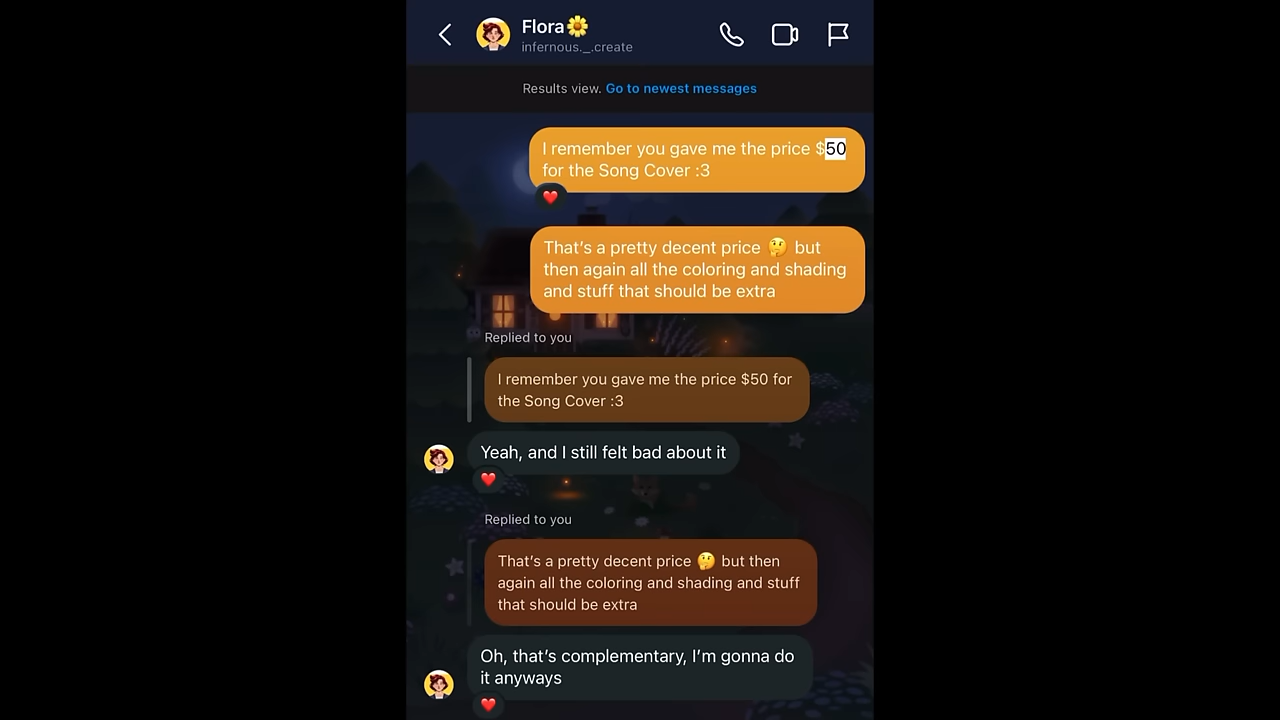 Flora🌼
infernous._.create
Results view. Go to newest messages
I remember you gave me the price $50
for the Song Cover :3
That's a pretty decent price 🤔 but
then again all the coloring and shading
and stuff that should be extra
Replied to you
I remember you gave me the price $50 for
the Song Cover :3
Yeah, and I still felt bad about it
Replied to you
That's a pretty decent price 🤔 but then
again all the coloring and shading and stuff
that should be extra
Oh, that's complementary, I'm gonna do
it anyways